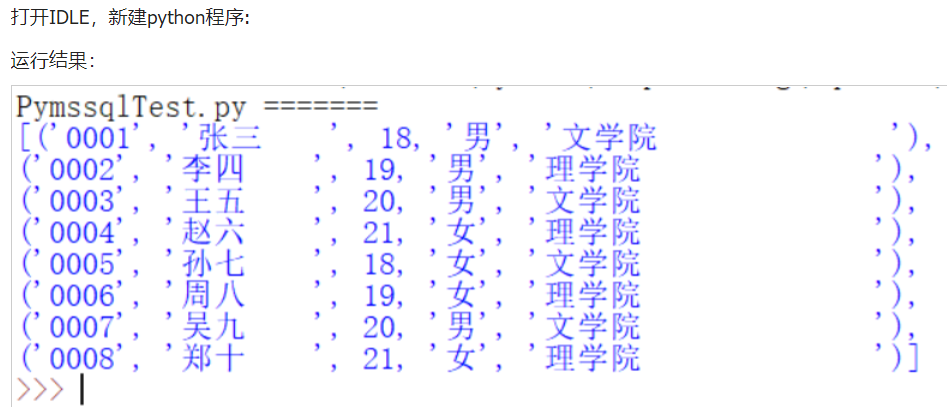 打开IDLE，新建python程序:
运行结果：
PymssqlTest.py =======
[('0001', '张三    ', 18, '男', '文学院              '),
('0002', '李四    ', 19, '男', '理学院              '),
('0003', '王五    ', 20, '男', '文学院              '),
('0004', '赵六    ', 21, '女', '理学院              '),
('0005', '孙七    ', 18, '女', '文学院              '),
('0006', '周八    ', 19, '女', '理学院              '),
('0007', '吴九    ', 20, '男', '文学院              '),
('0008', '郑十    ', 21, '女', '理学院              ')]
>>>